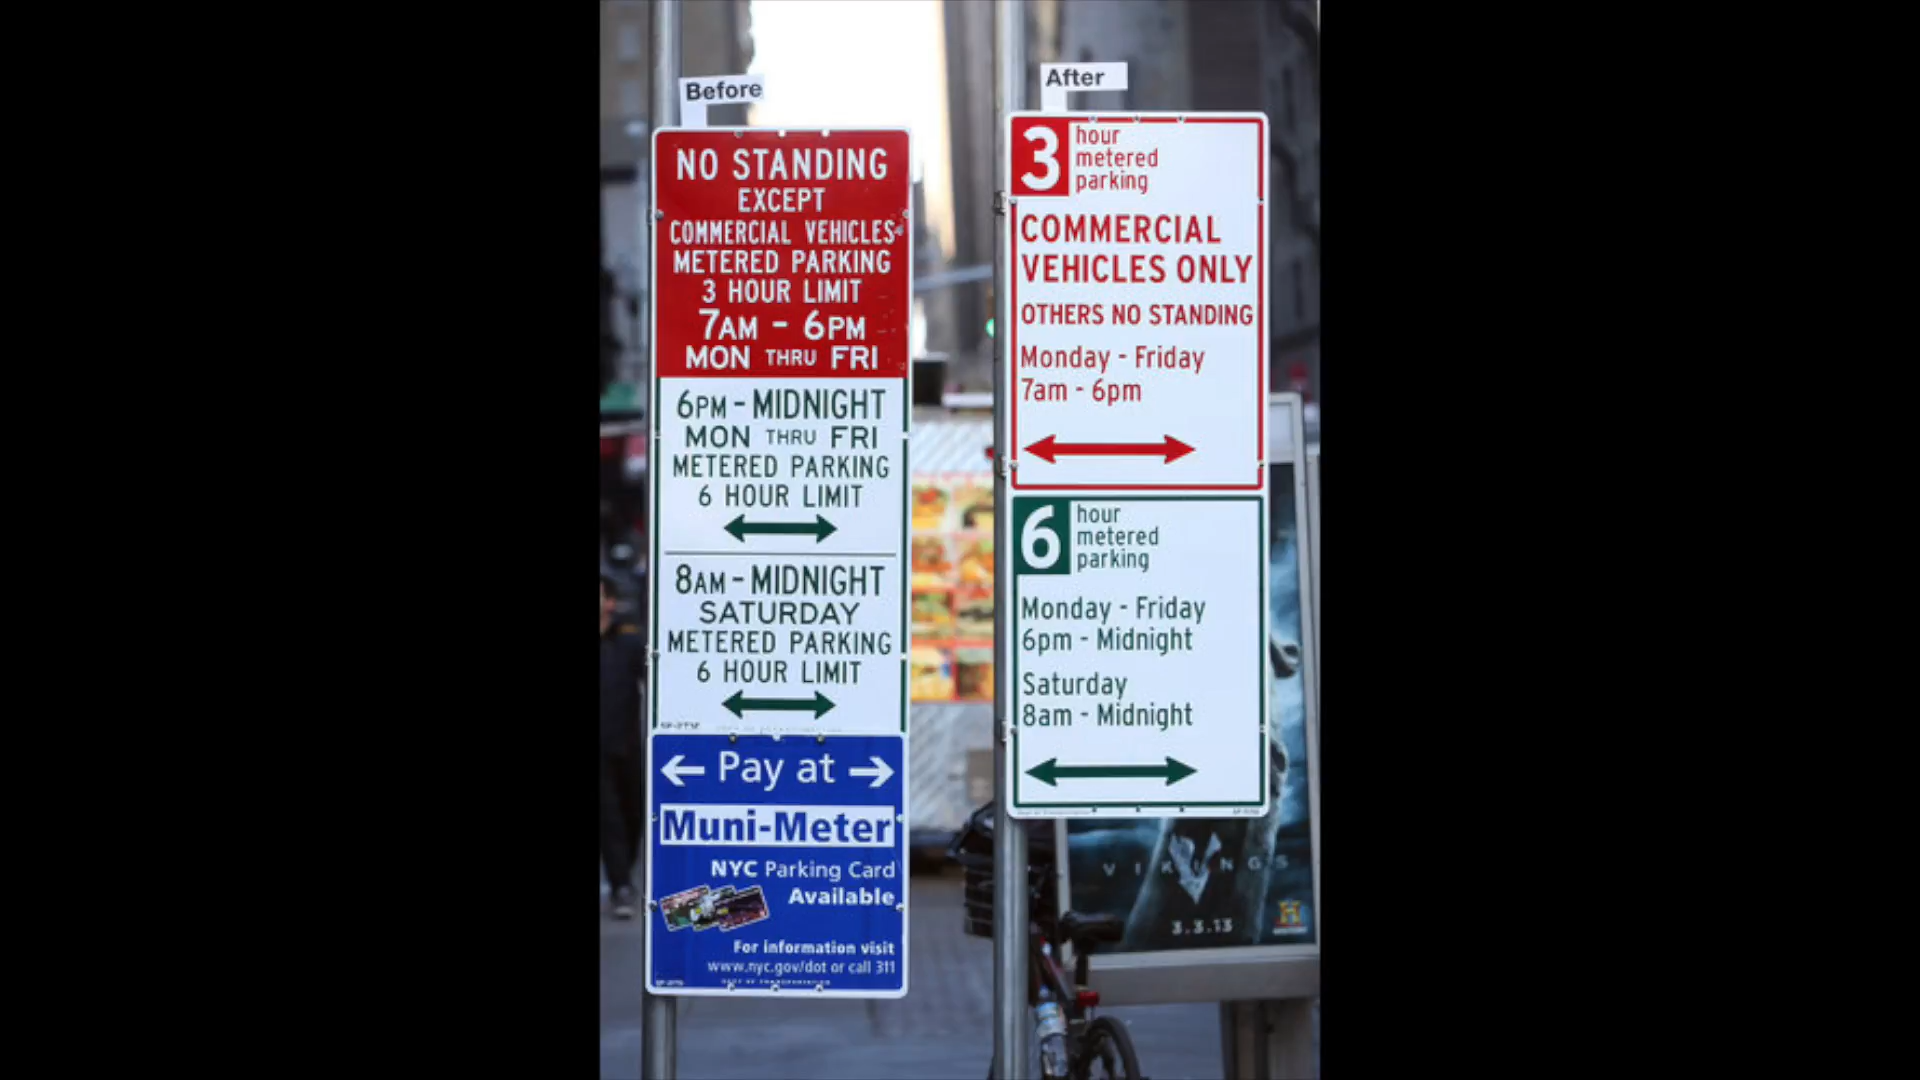 Before
NO STANDING
EXCEPT
COMMERCIAL VEHICLES
METERED PARKING
3 HOUR LIMIT
7AM - 6PM
MON THRU FRI
6PM - MIDNIGHT
MON THRU FRI
METERED PARKING
6 HOUR LIMIT
8AM - MIDNIGHT
SATURDAY
METERED PARKING
6 HOUR LIMIT
Pay at
Muni-Meter
NYC Parking Card
Available
For information visit
www.nyc.gov/dot or call 311
DEPT OF TRANSPORTATION
After
3 hour
metered
parking
COMMERCIAL
VEHICLES ONLY
OTHERS NO STANDING
Monday - Friday
7am - 6pm
6 hour
metered
parking
Monday - Friday
6pm - Midnight
Saturday
8am - Midnight
VIKINGS
3.3.13
H